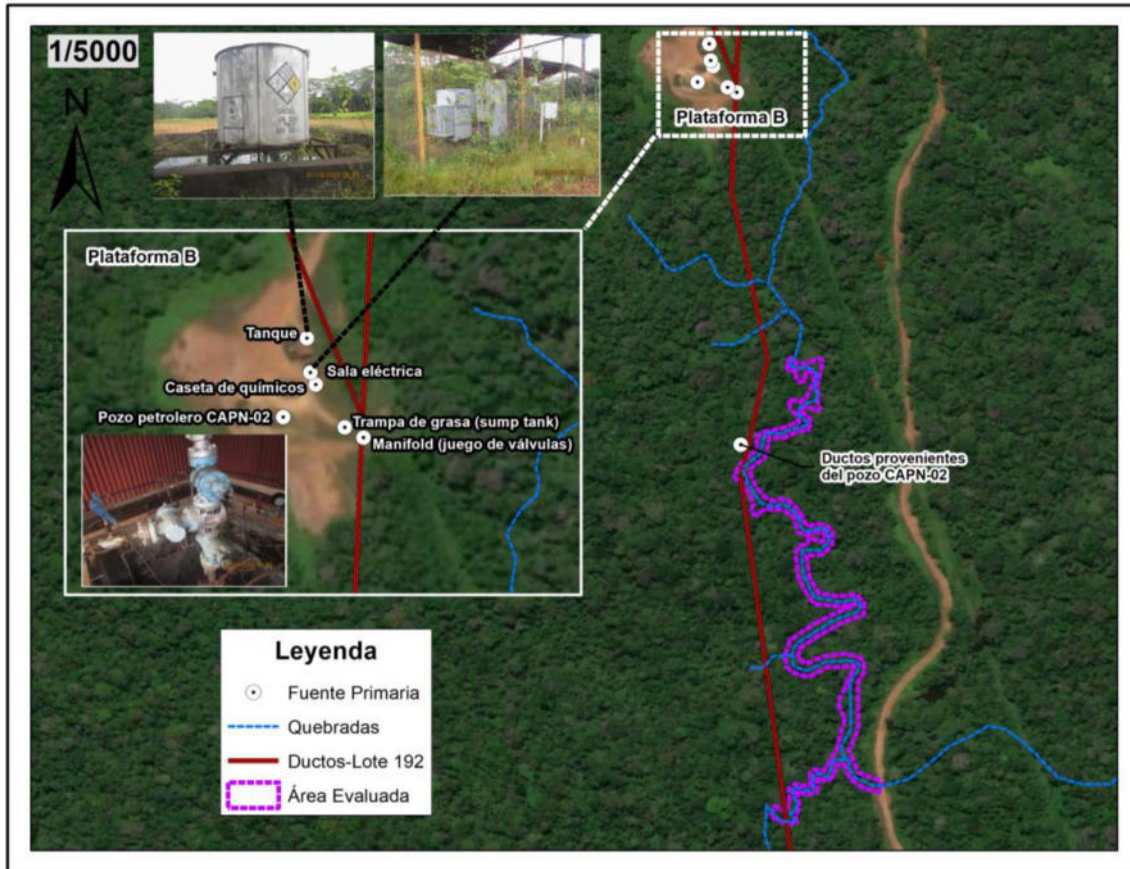 1/5000
N
Plataforma B
Plataforma B
Tanque
Sala eléctrica
Caseta de químicos
Pozo petrolero CAPN-02
Trampa de grasa (sump tank)
Manifold (juego de válvulas)
Ductos provenientes
del pozo CAPN-02
Leyenda
Fuente Primaria
Quebradas
Ductos-Lote 192
Área Evaluada